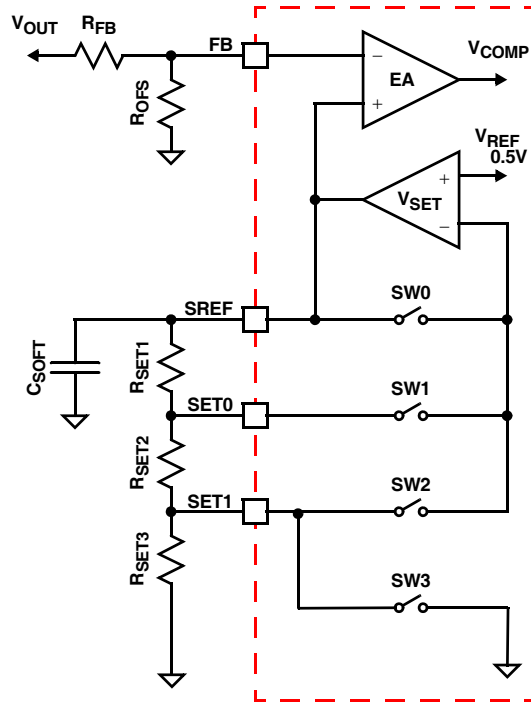 VOUT
RFB
FB
ROFS
−
EA
+
VCOMP
VREF
0.5V
+
VSET
−
SREF
SW0
CSOFT
RSET1
SET0
SW1
RSET2
SET1
SW2
RSET3
SW3